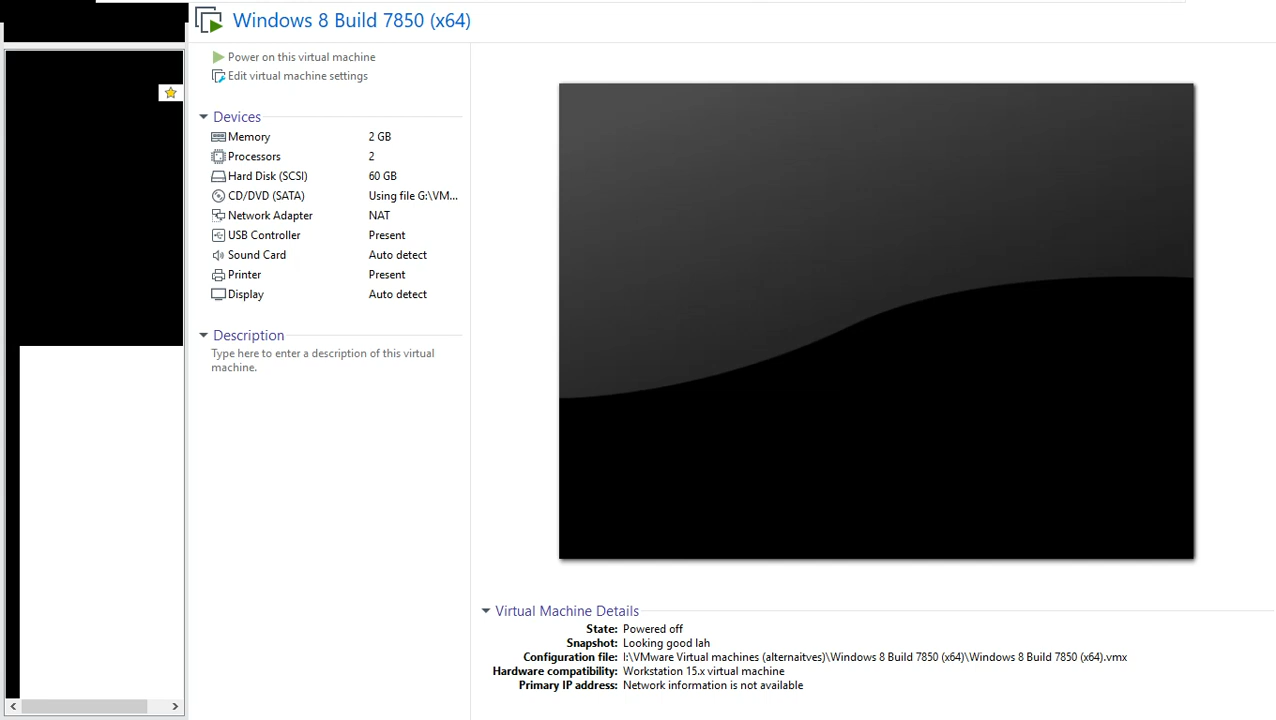 Windows 8 Build 7850 (x64)
Power on this virtual machine
Edit virtual machine settings
Devices
Memory 2 GB
Processors 2
Hard Disk (SCSI) 60 GB
CD/DVD (SATA) Using file G:\VM...
Network Adapter NAT
USB Controller Present
Sound Card Auto detect
Printer Present
Display Auto detect
Description
Type here to enter a description of this virtual
machine.
Virtual Machine Details
State: Powered off
Snapshot: Looking good lah
Configuration file: I:\VMware Virtual machines (alternaitves)\Windows 8 Build 7850 (x64)\Windows 8 Build 7850 (x64).vmx
Hardware compatibility: Workstation 15.x virtual machine
Primary IP address: Network information is not available